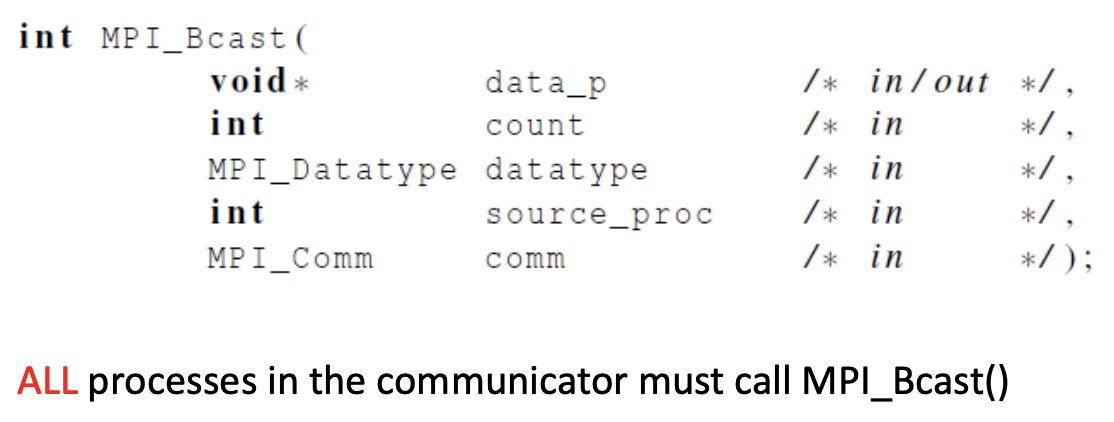 int MPI_Bcast(
void* data_p /* in/out */,
int count /* in */,
MPI_Datatype datatype /* in */,
int source_proc /* in */,
MPI_Comm comm /* in */);
ALL processes in the communicator must call MPI_Bcast()